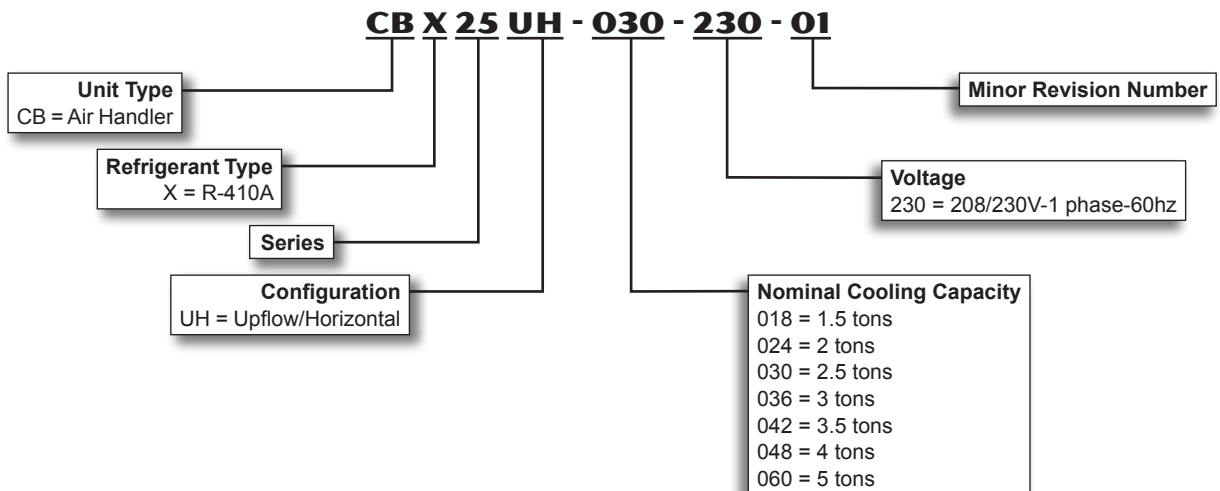 CB X 25 UH - 030 - 230 - 01
Unit Type
CB = Air Handler
Minor Revision Number
Refrigerant Type
X = R-410A
Voltage
230 = 208/230V-1 phase-60hz
Series
Configuration
UH = Upflow/Horizontal
Nominal Cooling Capacity
018 = 1.5 tons
024 = 2 tons
030 = 2.5 tons
036 = 3 tons
042 = 3.5 tons
048 = 4 tons
060 = 5 tons